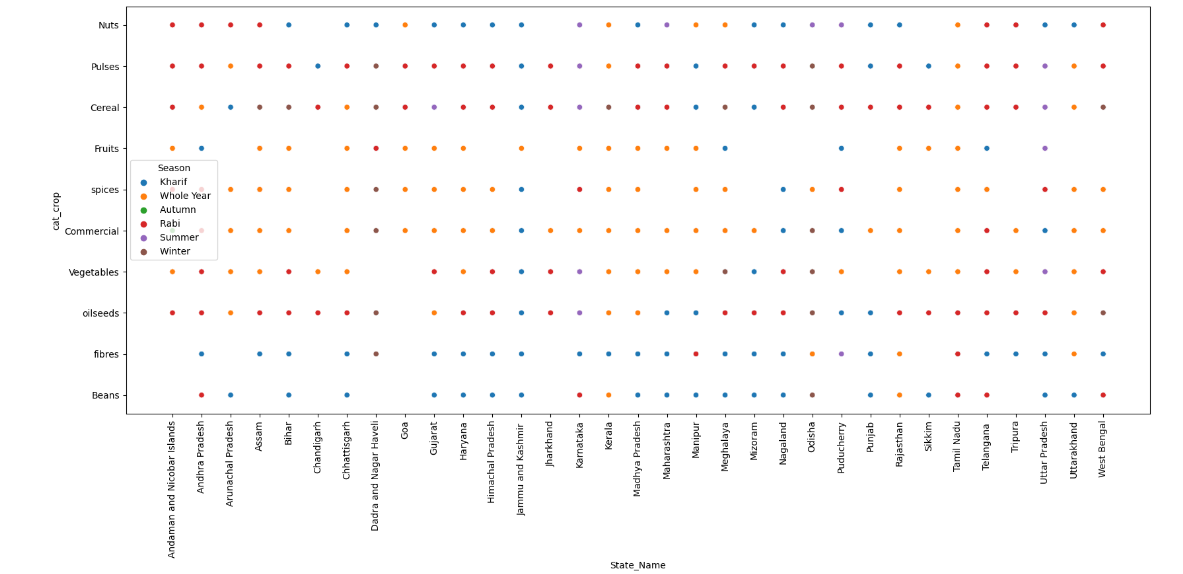 Nuts
Pulses
Cereal
Fruits
spices
Commercial
Vegetables
oilseeds
fibres
Beans
cat_crop
Season
Kharif
Whole Year
Autumn
Rabi
Summer
Winter
Andaman and Nicobar Islands
Andhra Pradesh
Arunachal Pradesh
Assam
Bihar
Chandigarh
Chhattisgarh
Dadra and Nagar Haveli
Goa
Gujarat
Haryana
Himachal Pradesh
Jammu and Kashmir
Jharkhand
Karnataka
Kerala
Madhya Pradesh
Maharashtra
Manipur
Meghalaya
Mizoram
Nagaland
Odisha
Puducherry
Punjab
Rajasthan
Sikkim
Tamil Nadu
Telangana
Tripura
Uttar Pradesh
Uttarakhand
West Bengal
State_Name